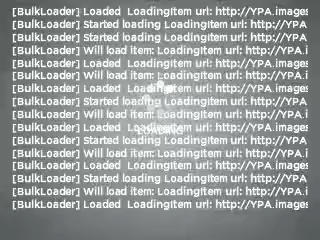 [BulkLoader] Loaded LoadingItem url: http://YPA.images
[BulkLoader] Started loading LoadingItem url: http://YPA
[BulkLoader] Started loading LoadingItem url: http://YPA
[BulkLoader] Will load item: LoadingItem url: http://YPA.i
[BulkLoader] Loaded LoadingItem url: http://YPA.images
[BulkLoader] Will load item: LoadingItem url: http://YPA.i
[BulkLoader] Loaded LoadingItem url: http://YPA.images
[BulkLoader] Started loading LoadingItem url: http://YPA
[BulkLoader] Will load item: LoadingItem url: http://YPA.i
[BulkLoader] Loaded LoadingItem url: http://YPA.images
LOADING
[BulkLoader] Started loading LoadingItem url: http://YPA
[BulkLoader] Will load item: LoadingItem url: http://YPA.i
[BulkLoader] Loaded LoadingItem url: http://YPA.images
[BulkLoader] Started loading LoadingItem url: http://YPA
[BulkLoader] Will load item: LoadingItem url: http://YPA.i
[BulkLoader] Loaded LoadingItem url: http://YPA.images